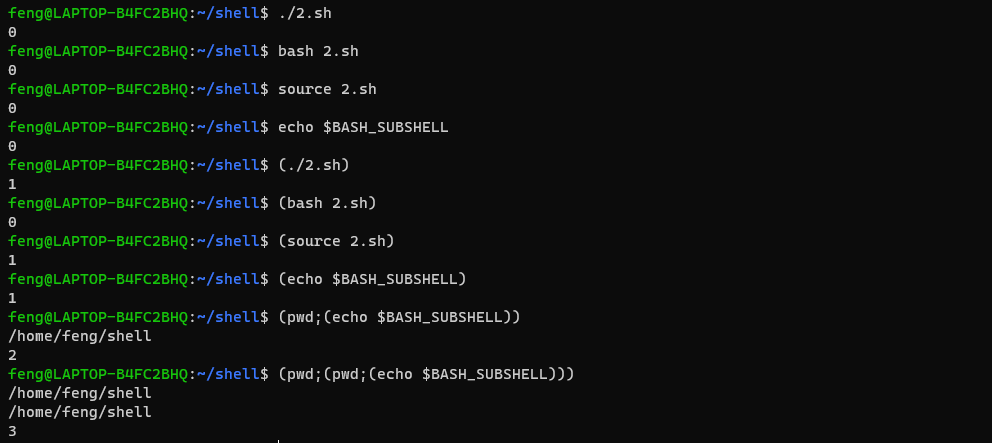 feng@LAPTOP-B4FC2BHQ:~/shell$ ./2.sh
0
feng@LAPTOP-B4FC2BHQ:~/shell$ bash 2.sh
0
feng@LAPTOP-B4FC2BHQ:~/shell$ source 2.sh
0
feng@LAPTOP-B4FC2BHQ:~/shell$ echo $BASH_SUBSHELL
0
feng@LAPTOP-B4FC2BHQ:~/shell$ (./2.sh)
1
feng@LAPTOP-B4FC2BHQ:~/shell$ (bash 2.sh)
0
feng@LAPTOP-B4FC2BHQ:~/shell$ (source 2.sh)
1
feng@LAPTOP-B4FC2BHQ:~/shell$ (echo $BASH_SUBSHELL)
1
feng@LAPTOP-B4FC2BHQ:~/shell$ (pwd;(echo $BASH_SUBSHELL))
/home/feng/shell
2
feng@LAPTOP-B4FC2BHQ:~/shell$ (pwd;(pwd;(echo $BASH_SUBSHELL)))
/home/feng/shell
/home/feng/shell
3